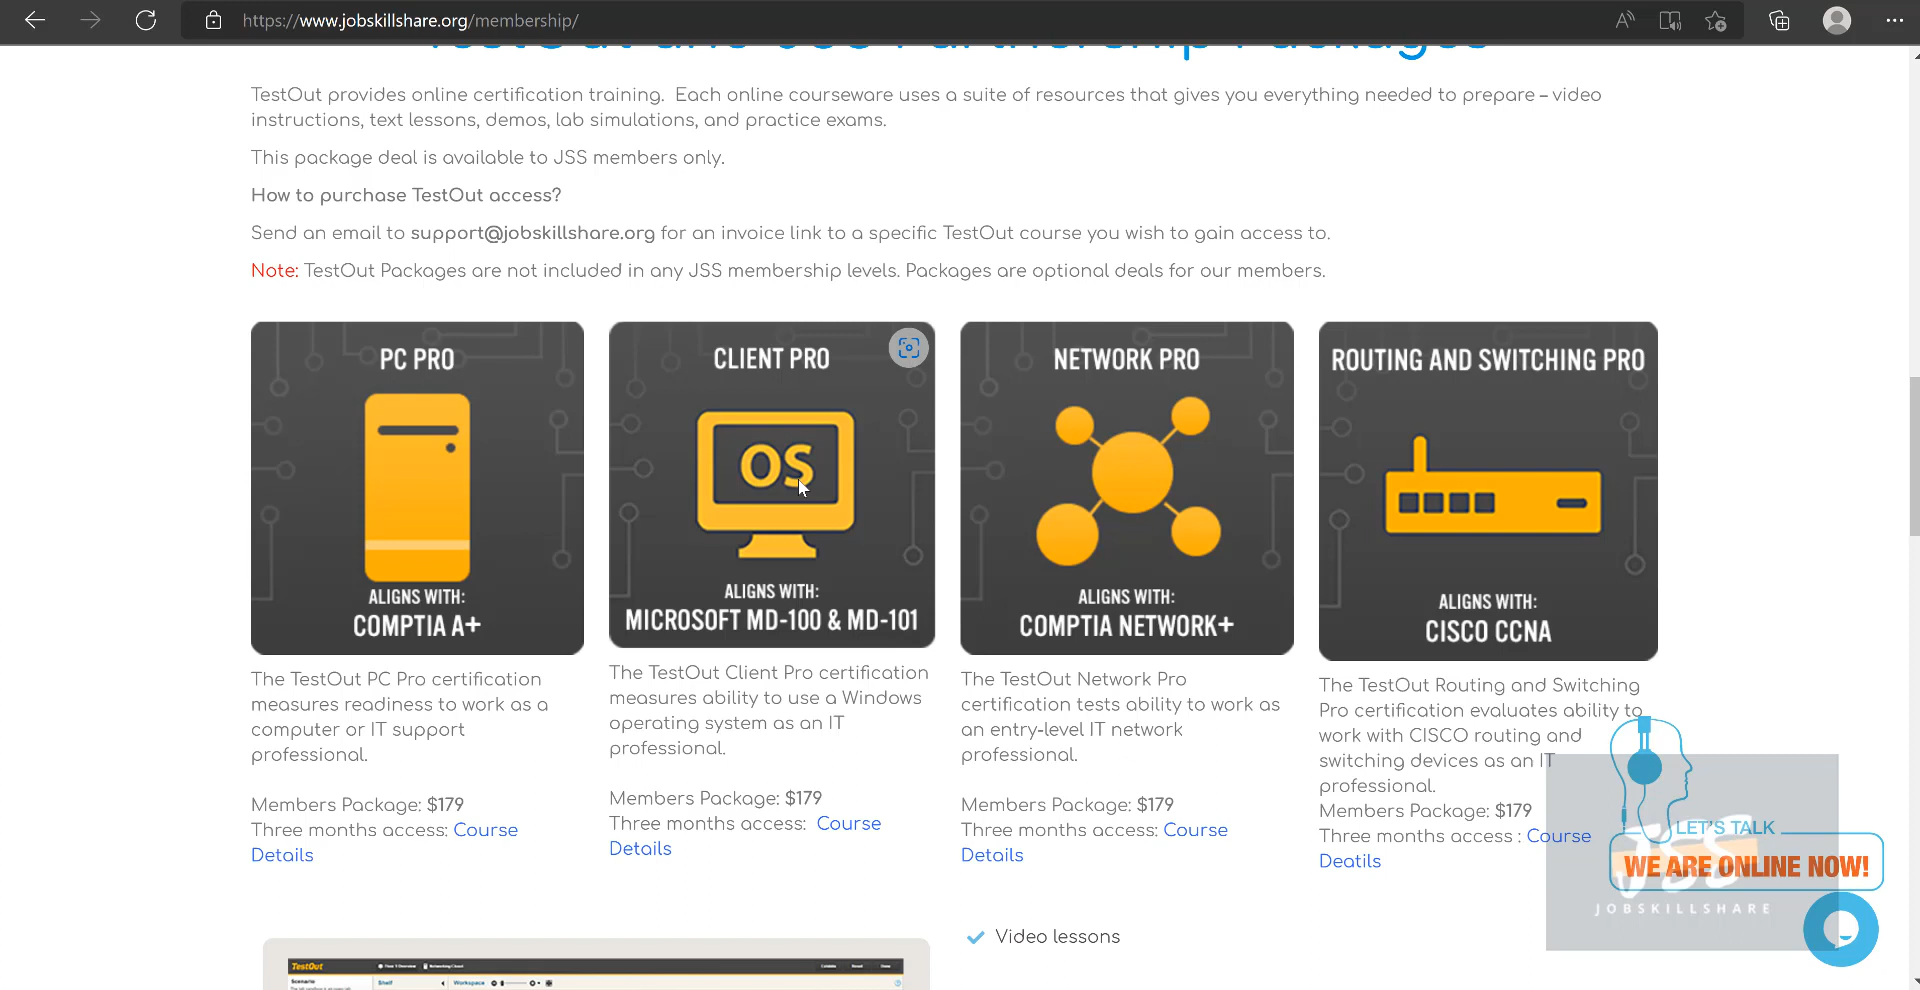 https://www.jobskillshare.org/membership/
TestOut and JSS Partnership Packages
TestOut provides online certification training.  Each online courseware uses a suite of resources that gives you everything needed to prepare – video
instructions, text lessons, demos, lab simulations, and practice exams.
This package deal is available to JSS members only.
How to purchase TestOut access?
Send an email to support@jobskillshare.org for an invoice link to a specific TestOut course you wish to gain access to.
Note: TestOut Packages are not included in any JSS membership levels. Packages are optional deals for our members.
PC PRO
ALIGNS WITH:
COMPTIA A+
The TestOut PC Pro certification
measures readiness to work as a
computer or IT support
professional.
Members Package: $179
Three months access: Course
Details
CLIENT PRO
OS
ALIGNS WITH:
MICROSOFT MD-100 & MD-101
The TestOut Client Pro certification
measures ability to use a Windows
operating system as an IT
professional.
Members Package: $179
Three months access:  Course
Details
NETWORK PRO
ALIGNS WITH:
COMPTIA NETWORK+
The TestOut Network Pro
certification tests ability to work as
an entry-level IT network
professional.
Members Package: $179
Three months access: Course
Details
ROUTING AND SWITCHING PRO
ALIGNS WITH:
CISCO CCNA
The TestOut Routing and Switching
Pro certification evaluates ability to
work with CISCO routing and
switching devices as an IT
professional.
Members Package: $179
Three months access : Course
Deatils
LET'S TALK
WE ARE ONLINE NOW!
JSS
JOBSKILLSHARE
Video lessons
TestOut
Scenario
Shelf
Workspace